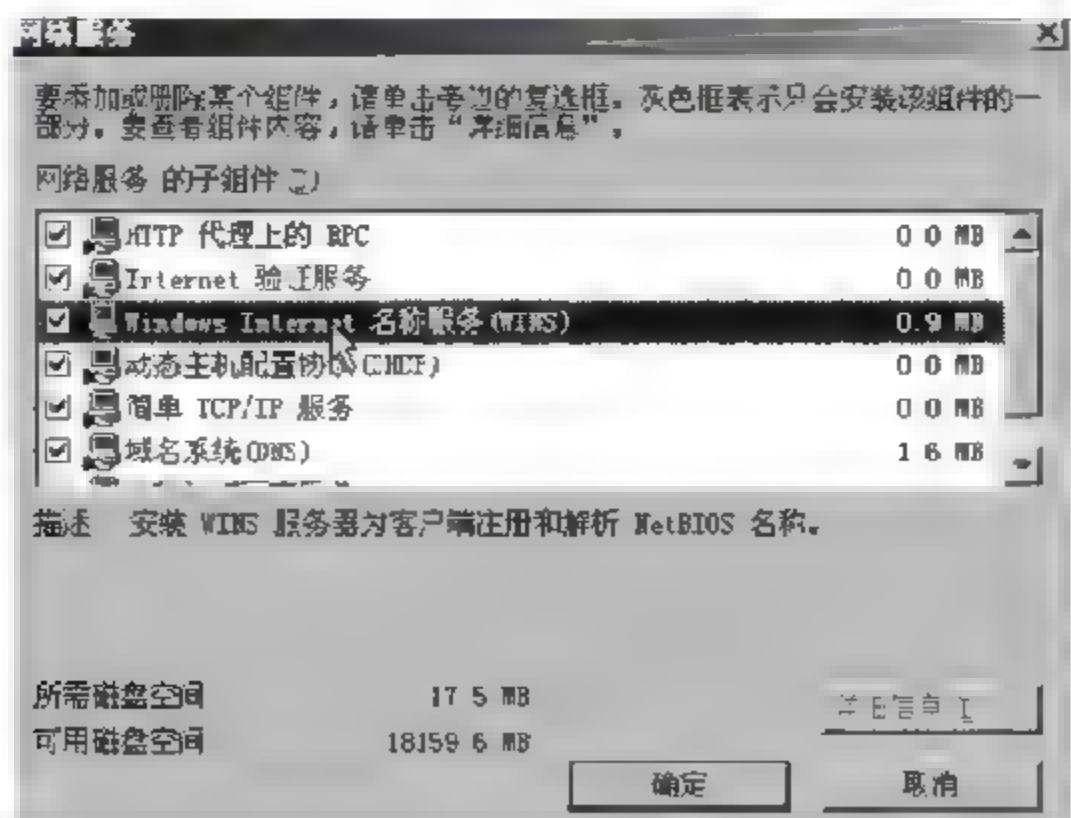 网络服务
要添加或删除某个组件，请单击旁边的复选框。灰色框表示只会安装该组件的一
部分。要查看组件内容，请单击“详细信息”。
网络服务 的子组件
HTTP 代理上的 RPC 0 0 MB
Internet 验证服务 0 0 MB
Windows Internet 名称服务(WINS) 0.9 MB
动态主机配置协议(DHCP) 0 0 MB
简单 TCP/IP 服务 0 0 MB
域名系统(DNS) 1 6 MB
描述 安装 WINS 服务器为客户端注册和解析 NetBIOS 名称。
所需磁盘空间 17 5 MB
可用磁盘空间 18159 6 MB
确定 取消